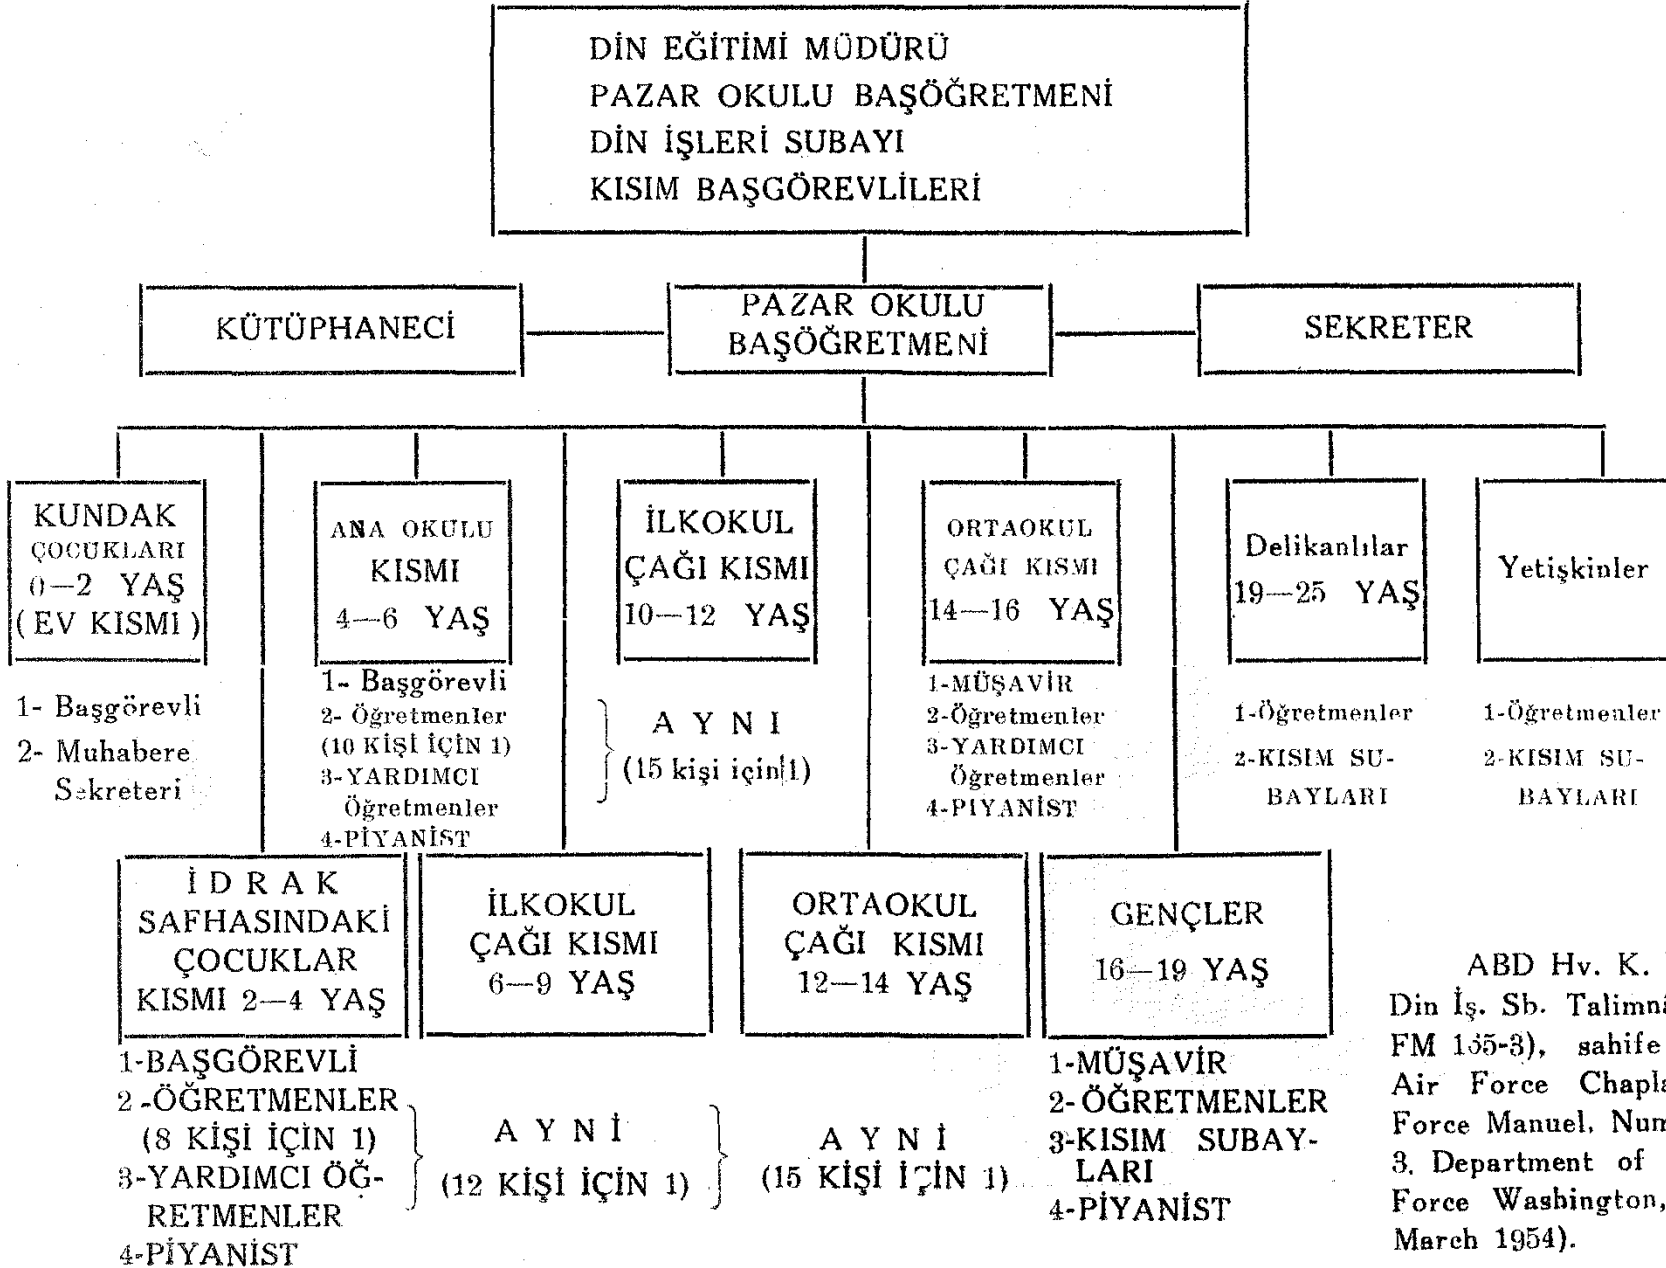 DİN EĞİTİMİ MÜDÜRÜ
PAZAR OKULU BAŞÖĞRETMENİ
DİN İŞLERİ SUBAYI
KISIM BAŞGÖREVLİLERİ
KÜTÜPHANECİ
PAZAR OKULU
BAŞÖĞRETMENİ
SEKRETER
KUNDAK
ÇOCUKLARI
0—2 YAŞ
( EV KISMI )
1- Başgörevli
2- Muhabere
Sekreteri
ANA OKULU
KISMI
4—6 YAŞ
1- Başgörevli
2- Öğretmenler
(10 KİŞİ İÇİN 1)
3-YARDIMCI
Öğretmenler
4-PİYANİST
İLKOKUL
ÇAĞI KISMI
10—12 YAŞ
A Y N I
(15 kişi için 1)
ORTAOKUL
ÇAĞI KISMI
14—16 YAŞ
1-MÜŞAVİR
2-Öğretmenler
3-YARDIMCI
Öğretmenler
4-PİYANİST
Delikanlılar
19—25 YAŞ
1-Öğretmenler
2-KISIM SU-
BAYLARI
Yetişkinler
1-Öğretmenler
2-KISIM SU-
BAYLARI
İ D R A K
SAFHASINDAKİ
ÇOCUKLAR
KISMI 2—4 YAŞ
1-BAŞGÖREVLİ
2-ÖĞRETMENLER
(8 KİŞİ İÇİN 1)
3-YARDIMCI ÖĞ-
RETMENLER
4-PİYANİST
İLKOKUL
ÇAĞI KISMI
6—9 YAŞ
A Y N İ
(12 KİŞİ İÇİN 1)
ORTAOKUL
ÇAĞI KISMI
12—14 YAŞ
A Y N İ
(15 KİŞİ İÇİN 1)
GENÇLER
16—19 YAŞ
1-MÜŞAVİR
2-ÖĞRETMENLER
3-KISIM SUBAY-
LARI
4-PİYANİST
ABD Hv. K.
Din İş. Sb.
FM 165-3), sahife
Air Force
Force Manuel,
3, Department of
Force Washington,
March 1954).